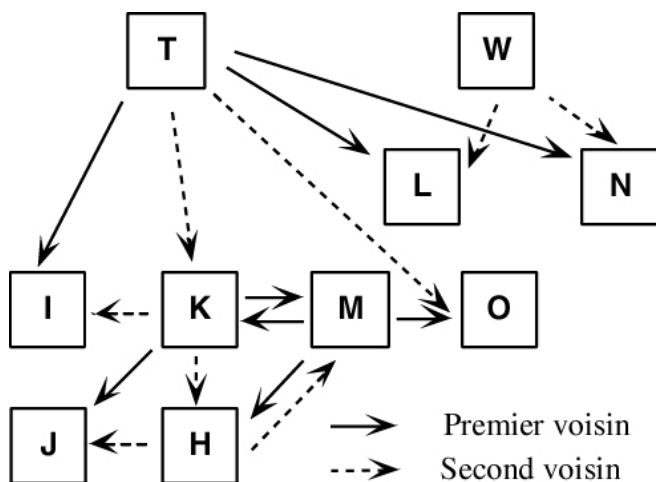 T W
L N
I K M O
J H
Premier voisin
Second voisin